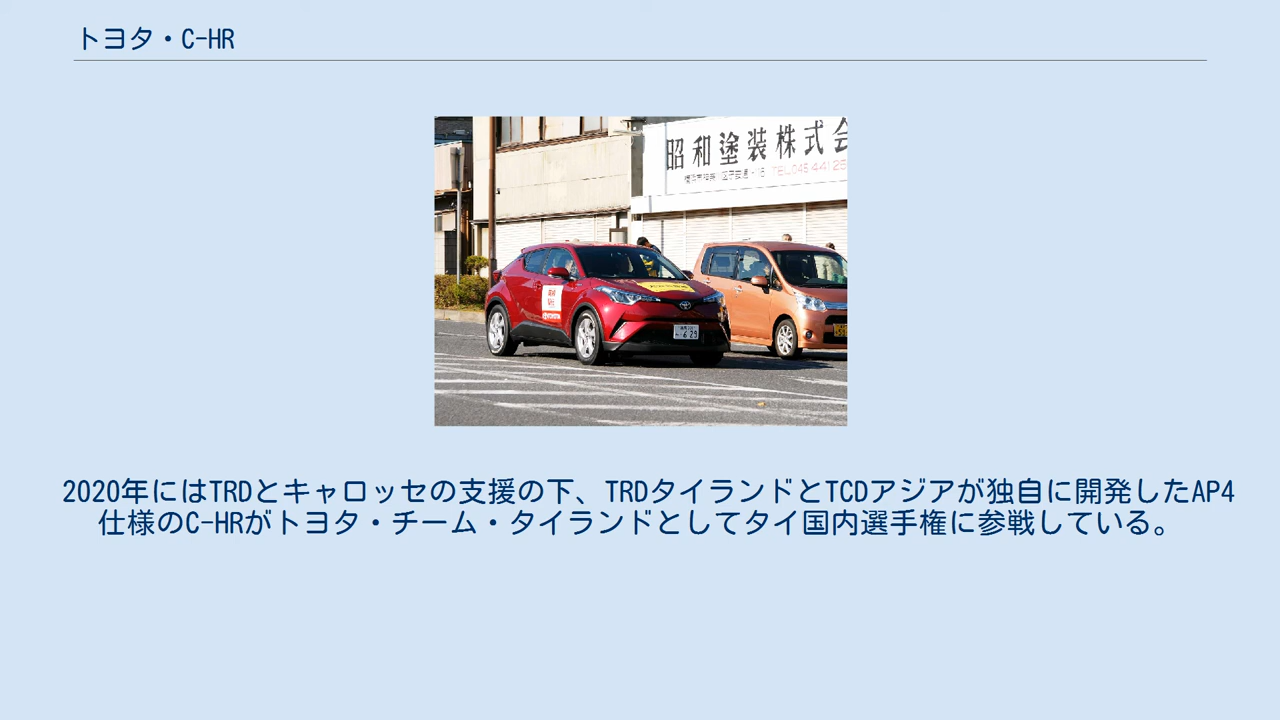 トヨタ・C-HR
昭和塗装株式会
TEL.045-441-25
2020年にはTRDとキャロッセの支援の下、TRDタイランドとTCDアジアが独自に開発したAP4
仕様のC-HRがトヨタ・チーム・タイランドとしてタイ国内選手権に参戦している。